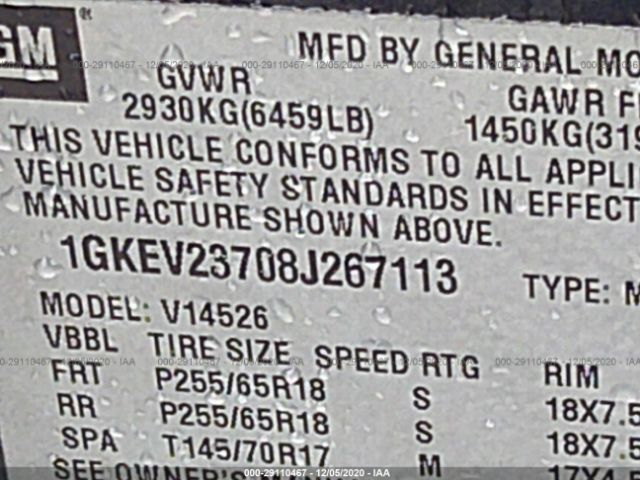 GM ®
MFD BY GENERAL MO
GVWR GAWR F
2930KG(6459LB) 1450KG(319
THIS VEHICLE CONFORMS TO ALL APPLI
VEHICLE SAFETY STANDARDS IN EFFECT
MANUFACTURE SHOWN ABOVE.
1GKEV23708J267113 TYPE: M
MODEL: V14526
VBBL TIRE SIZE SPEED RTG RIM
FRT P255/65R18 S 18X7.5
RR P255/65R18 S 18X7.5
SPA T145/70R17 M 17X4.5
SEE OWNER'S
000-29110467 - 12/05/2020 - IAA